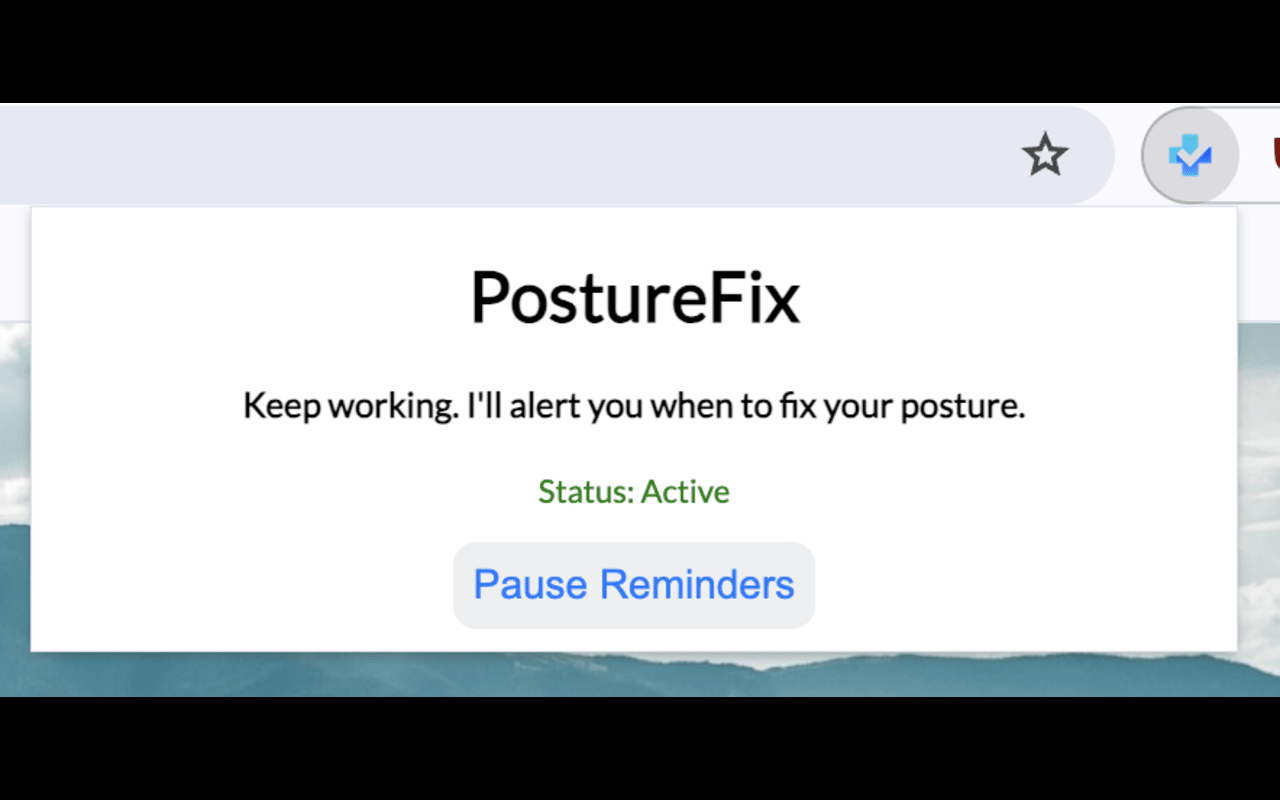 PostureFix
Keep working. I'll alert you when to fix your posture.
Status: Active
Pause Reminders